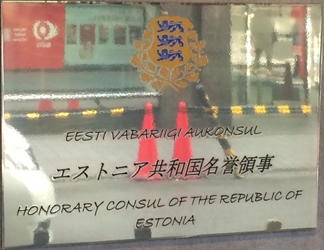 EESTI VABARIIGI AUKONSUL
エストニア共和国名誉領事
HONORARY CONSUL OF THE REPUBLIC OF
ESTONIA